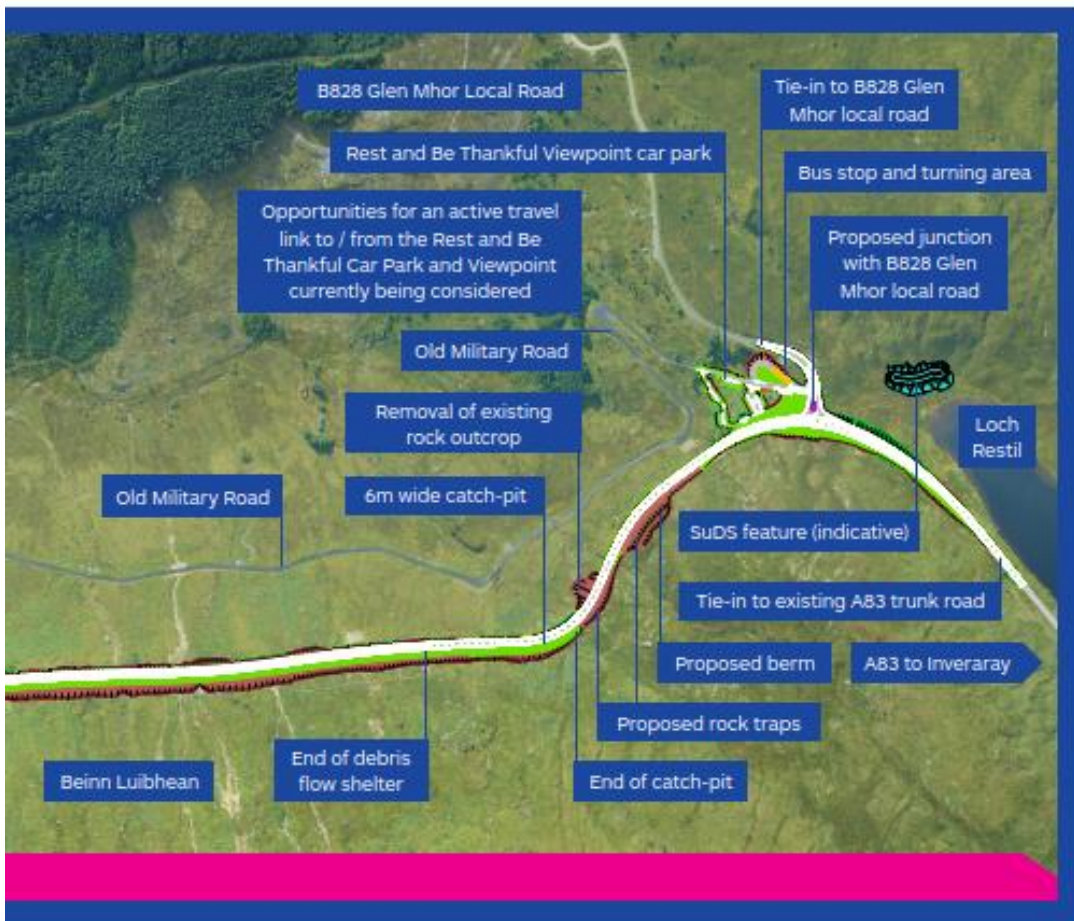 B828 Glen Mhor Local Road
Tie-in to B828 Glen
Mhor local road
Rest and Be Thankful Viewpoint car park
Bus stop and turning area
Opportunities for an active travel
link to / from the Rest and Be
Thankful Car Park and Viewpoint
currently being considered
Proposed junction
with B828 Glen
Mhor local road
Old Military Road
Removal of existing
rock outcrop
Loch
Restil
6m wide catch-pit
Old Military Road
SuDS feature (indicative)
Tie-in to existing A83 trunk road
Proposed berm
A83 to Inveraray
Proposed rock traps
End of debris
flow shelter
Beinn Luibhean
End of catch-pit